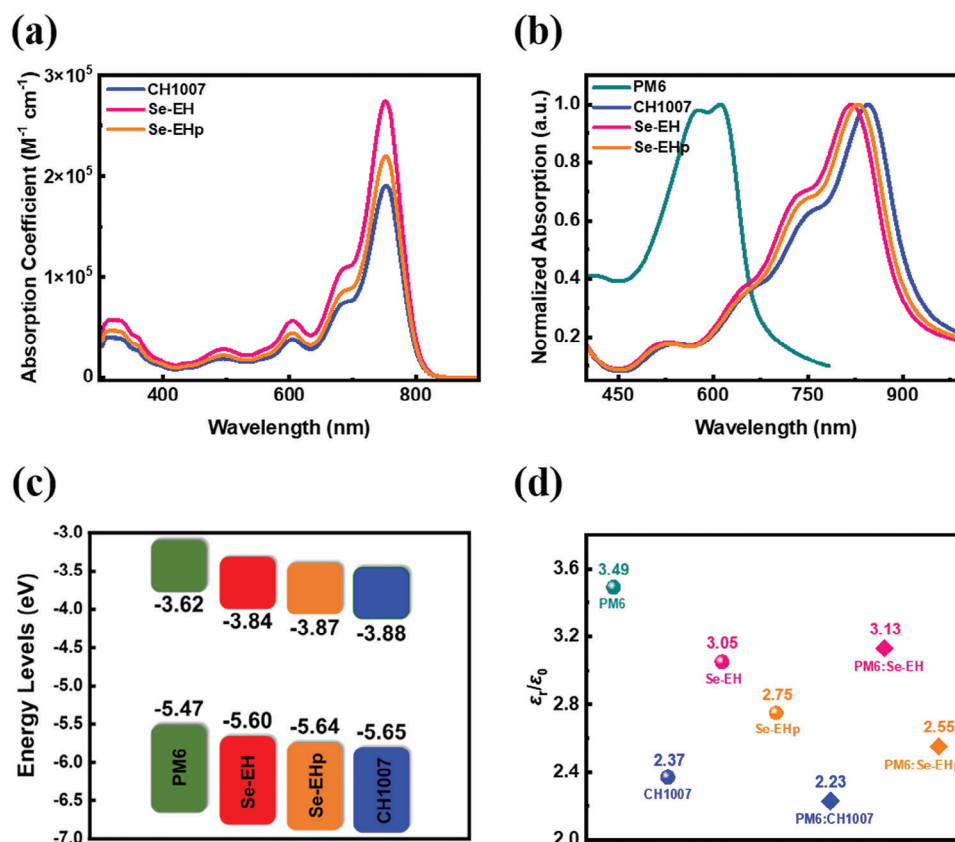 (a)
Absorption Coefficient (M⁻¹ cm⁻¹)
3×10⁵
2×10⁵
1×10⁵
0
CH1007
Se-EH
Se-EHp
400
600
800
Wavelength (nm)
(b)
Normalized Absorption (a.u.)
1.0
0.8
0.6
0.4
0.2
PM6
CH1007
Se-EH
Se-EHp
450
600
750
900
Wavelength (nm)
(c)
Energy Levels (eV)
-3.0
-3.5
-4.0
-4.5
-5.0
-5.5
-6.0
-6.5
-7.0
-3.62
-3.84
-3.87
-3.88
-5.47
-5.60
-5.64
-5.65
PM6
Se-EH
Se-EHp
CH1007
(d)
εr/ε0
3.6
3.2
2.8
2.4
2.0
3.49
PM6
3.05
Se-EH
3.13
PM6:Se-EH
2.75
Se-EHp
2.55
PM6:Se-EHp
2.37
CH1007
2.23
PM6:CH1007